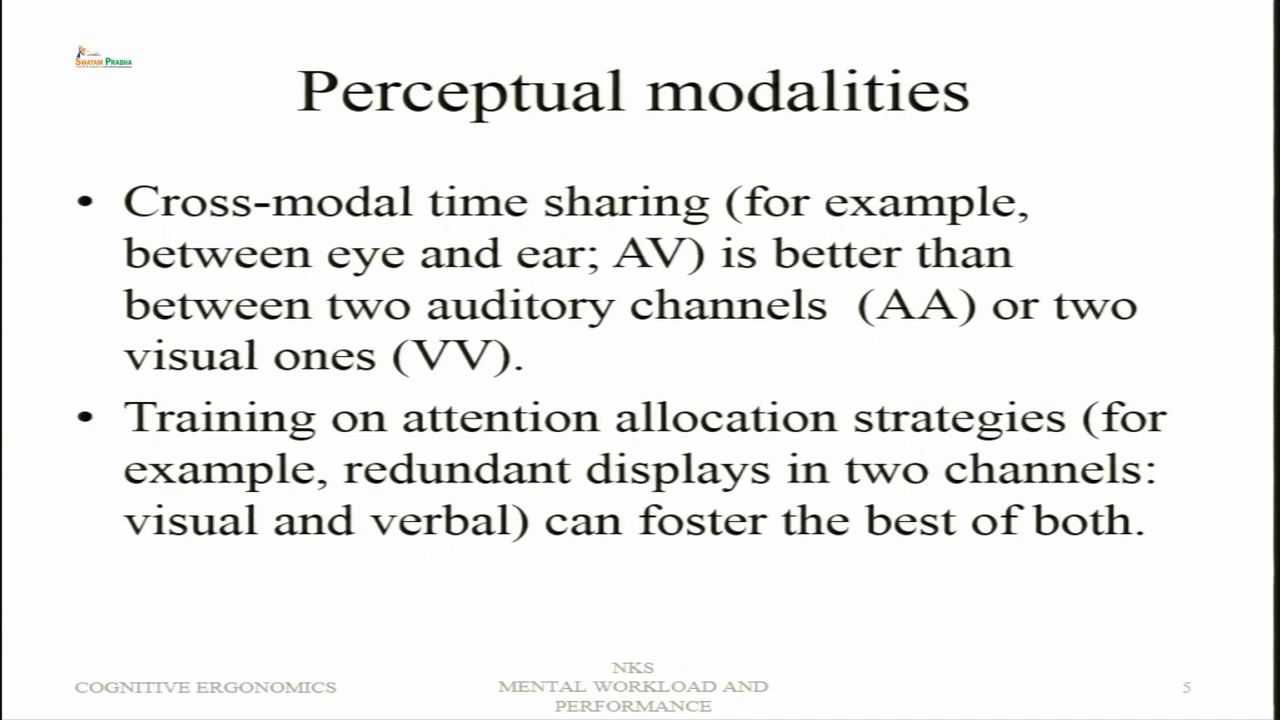 SWAYAM PRABHA
Perceptual modalities
• Cross-modal time sharing (for example,
between eye and ear; AV) is better than
between two auditory channels (AA) or two
visual ones (VV).
• Training on attention allocation strategies (for
example, redundant displays in two channels:
visual and verbal) can foster the best of both.
COGNITIVE ERGONOMICS
NKS
MENTAL WORKLOAD AND
PERFORMANCE
5